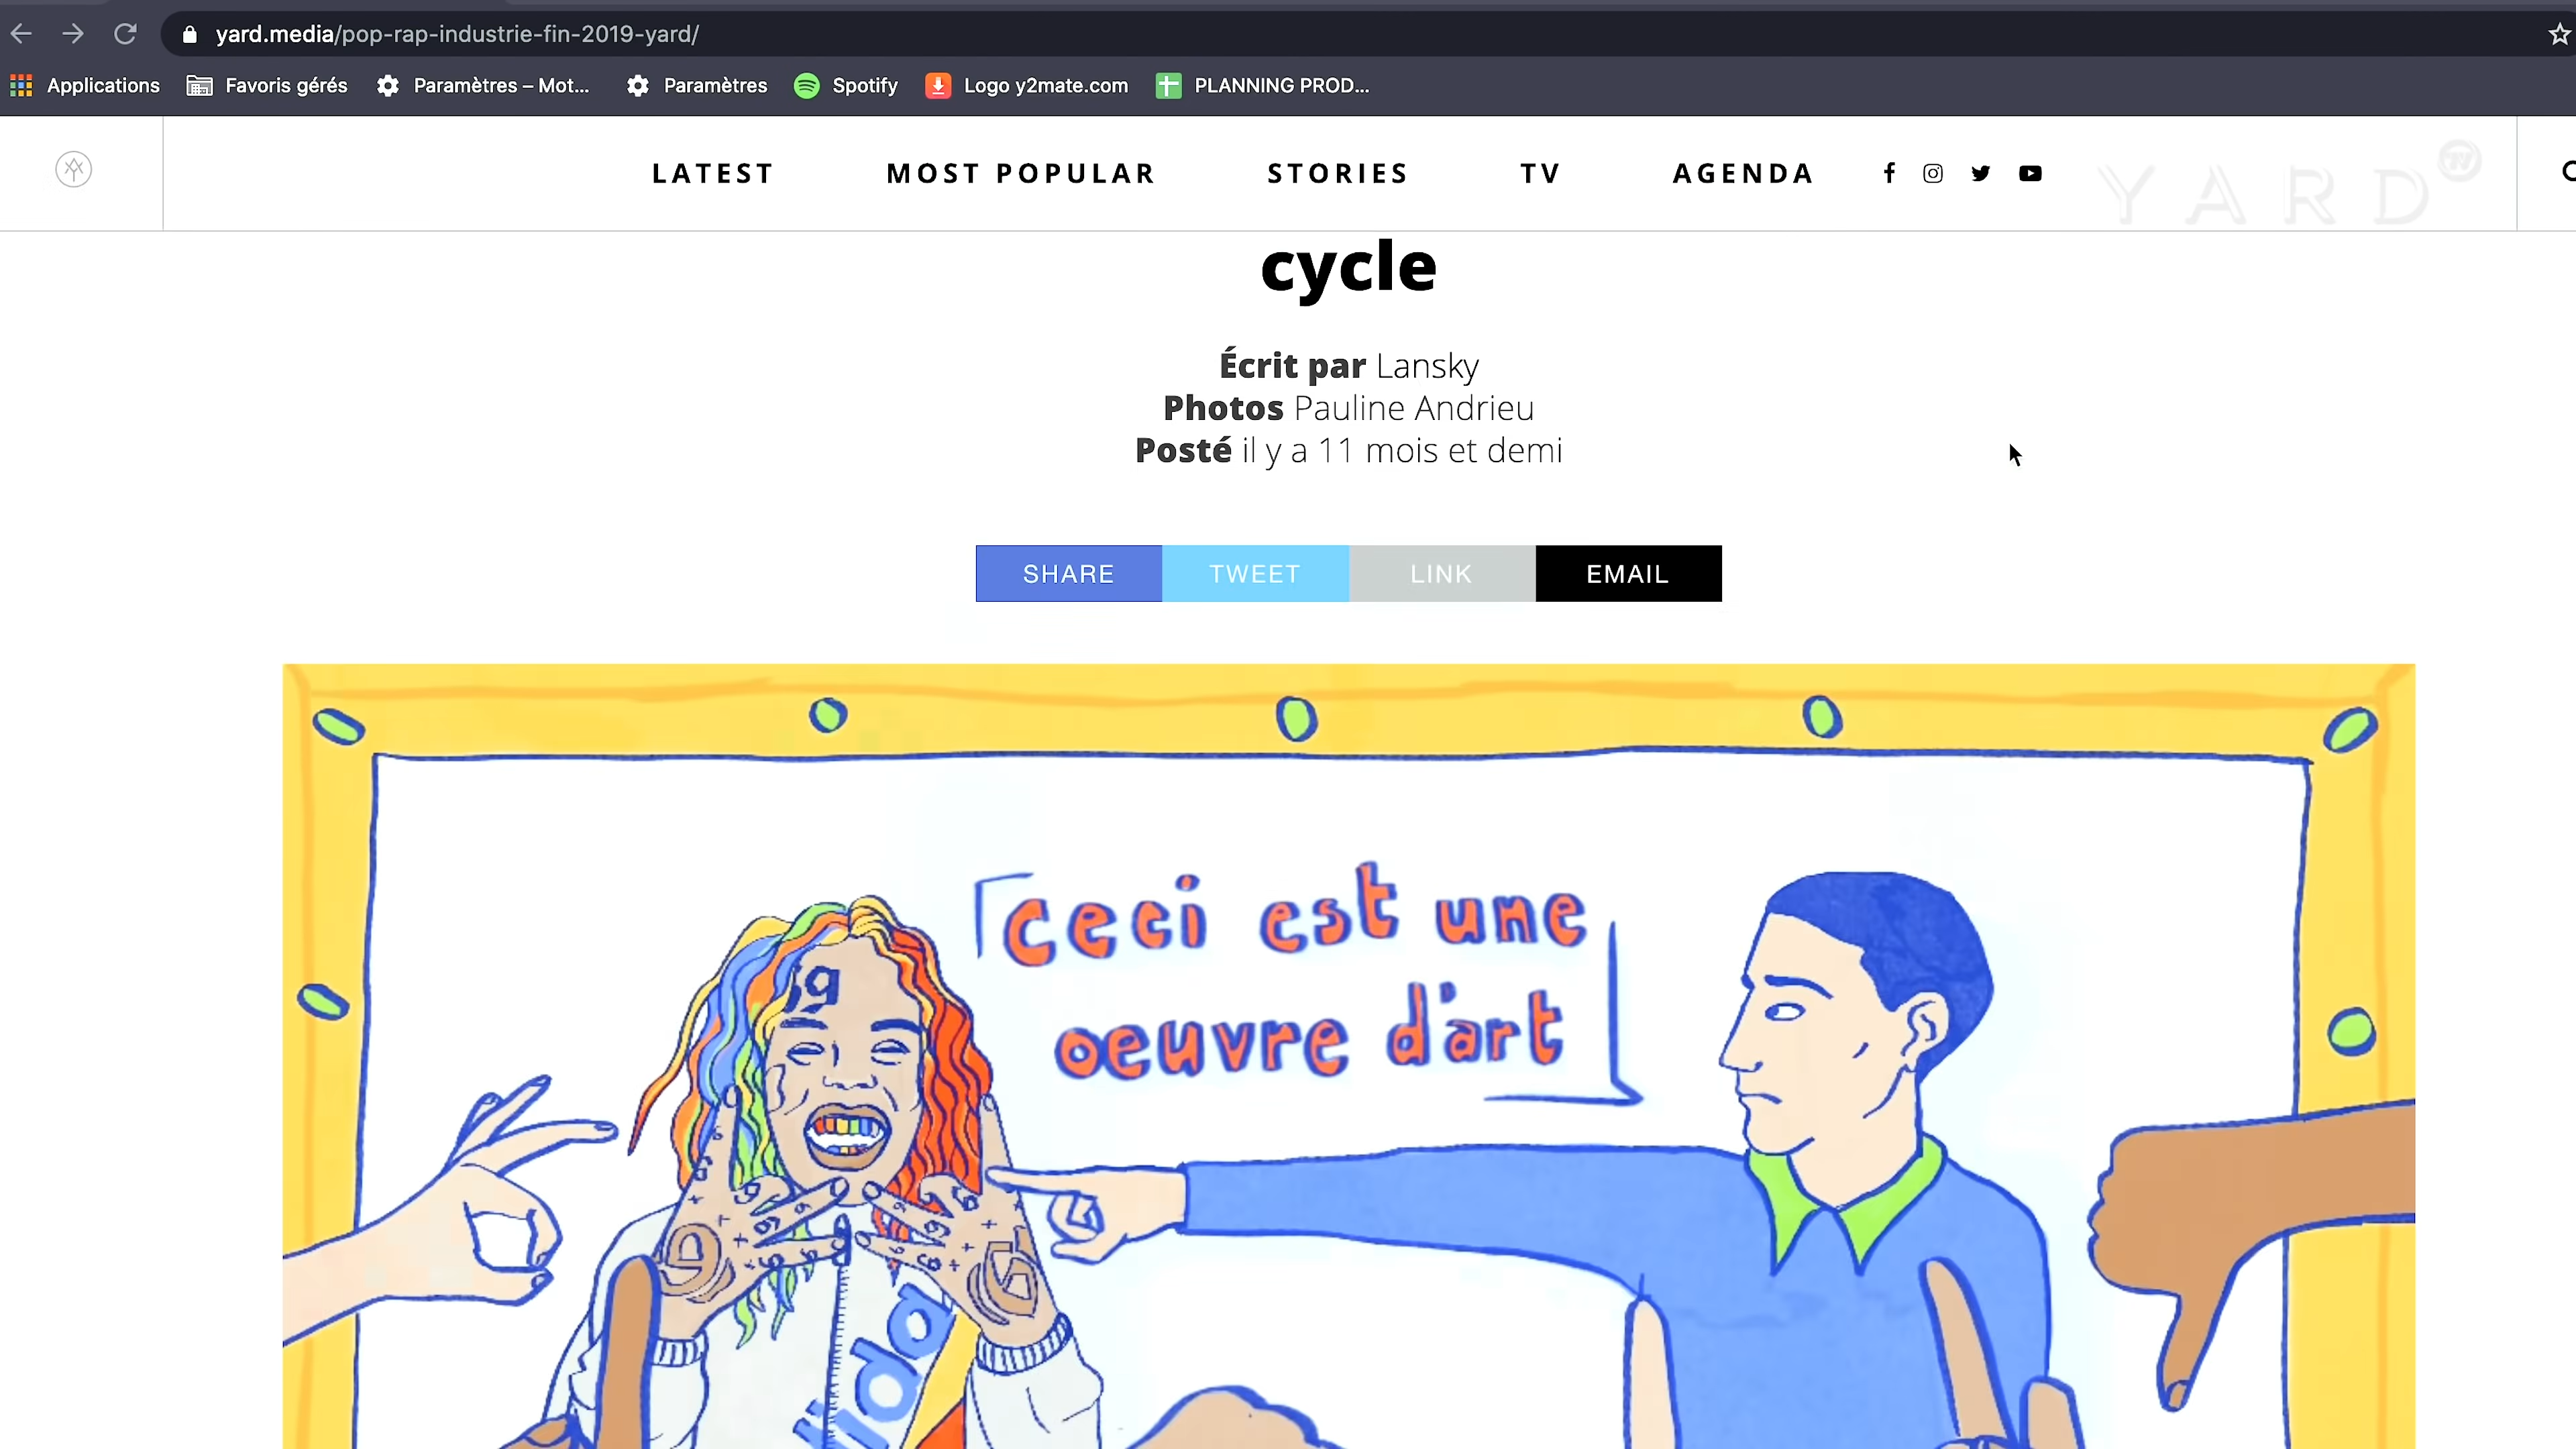 yard.media/pop-rap-industrie-fin-2019-yard/
Applications Favoris gérés Paramètres – Mot... Paramètres Spotify Logo y2mate.com PLANNING PROD...
LATEST MOST POPULAR STORIES TV AGENDA
YARD TV
cycle
Écrit par Lansky
Photos Pauline Andrieu
Posté il y a 11 mois et demi
SHARE TWEET LINK EMAIL
ceci est une
oeuvre d'art